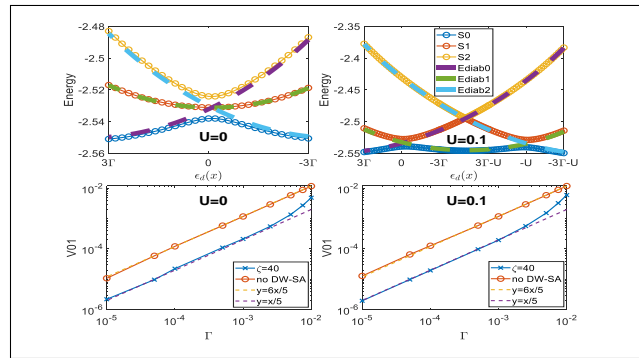 -2.48
-2.5
-2.52
-2.54
-2.56
Energy
U=0
3Γ 0 -3Γ
ϵd(x)
-2.35
-2.4
-2.45
-2.5
-2.55
Energy
S0
S1
S2
Ediab0
Ediab1
Ediab2
U=0.1
3Γ 0 -3Γ -3Γ-U -U -3Γ-U
ϵd(x)
10^-2
10^-4
10^-6
V01
U=0
ζ=40
no DW-SA
y=6x/5
y=x/5
10^-5 10^-4 10^-3 10^-2
Γ
10^-2
10^-4
10^-6
V01
U=0.1
ζ=40
no DW-SA
y=6x/5
y=x/5
10^-5 10^-4 10^-3 10^-2
Γ